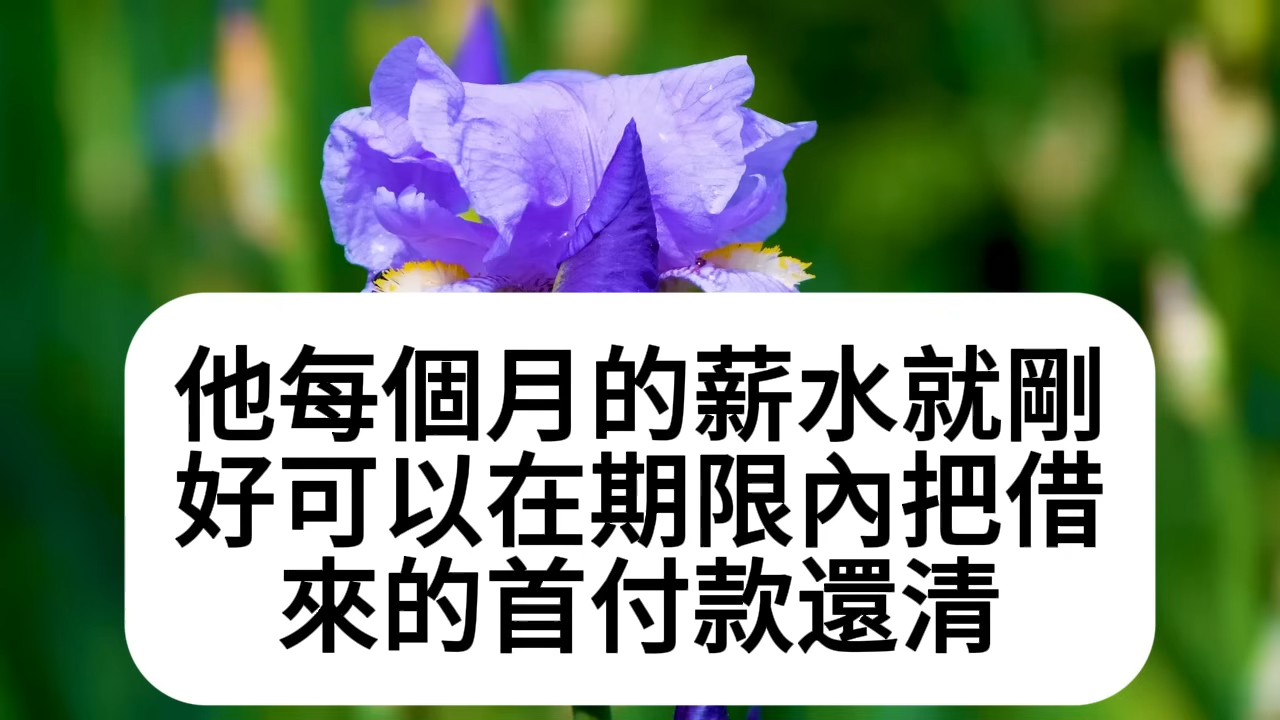 他每個月的薪水就剛
好可以在期限內把借
來的首付款還清